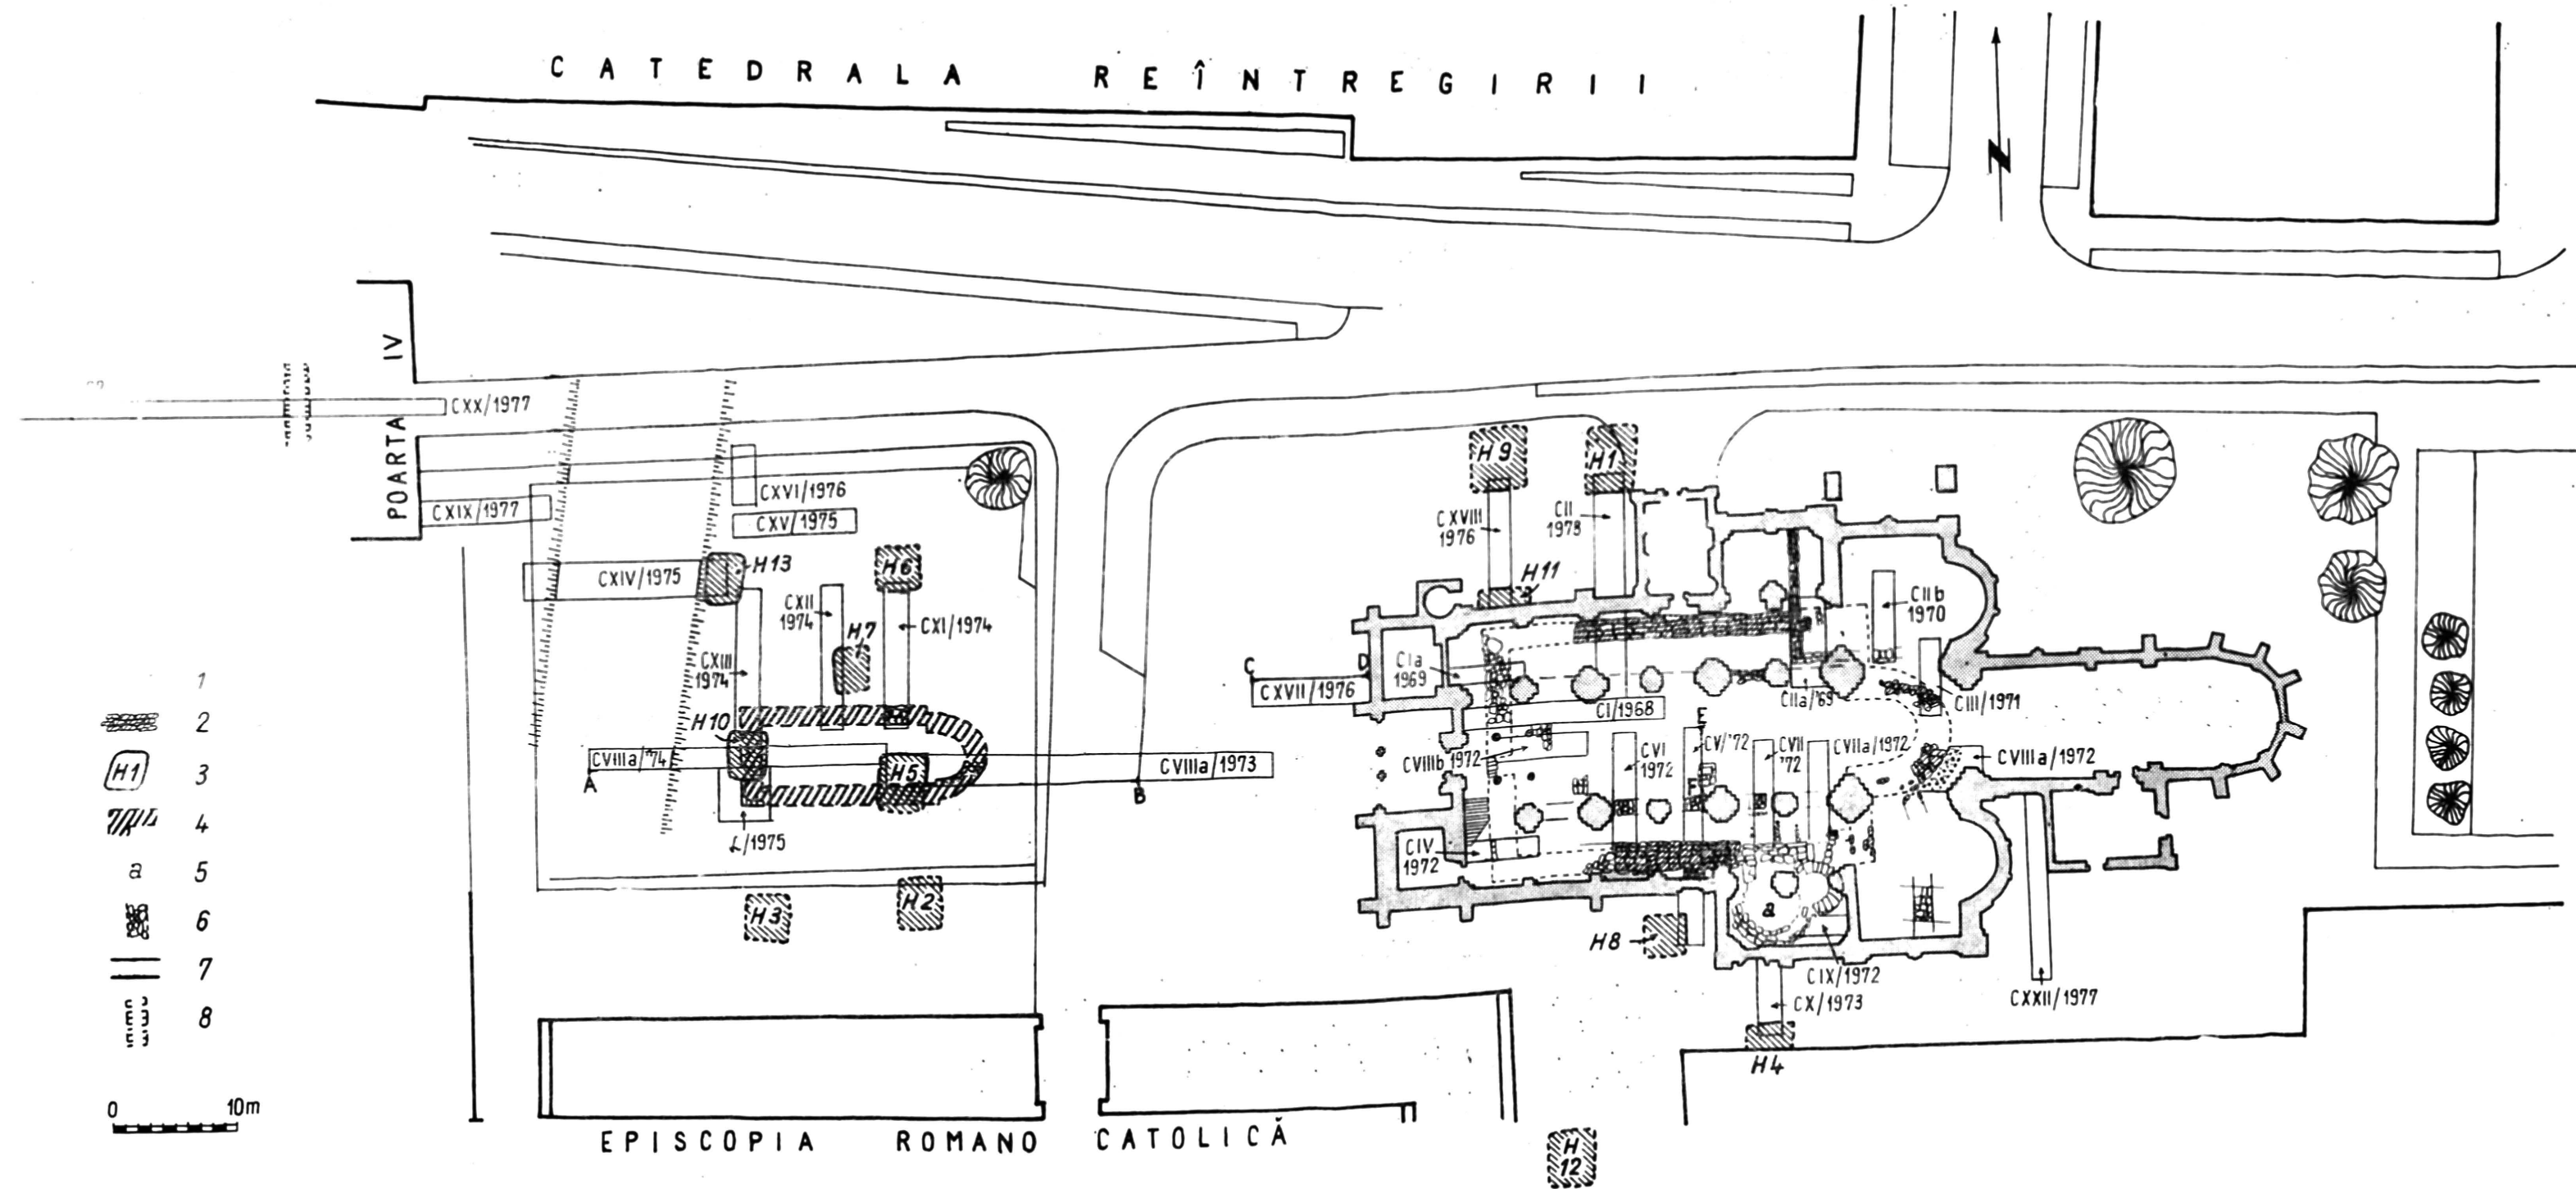 CATEDRALA REÎNTREGIRII
N
POARTA IV
CXX/1977
CXIX/1977
CXVI/1976
CXV/1975
CXIV/1975
H13
H6
CXII
1974
H7
CXI/1974
CXIII
1974
H10
CVIIIa/'74
H5
CVIIIa/1973
A
B
L/1975
H3
H2
H9
H1
CXVIII
1976
CII
1973
H11
CIIb
1970
C
D
CXVII/1976
CIa
1969
CI/1968
CIIa/'69
CIII/1971
E
F
CVIIIb 1972
CVI
1972
CV/'72
CVII
'72
CVIIa/1972
CVIIIa/1972
CIV
1972
a
H8
CIX/1972
CX/1973
CXXII/1977
H4
H
12
1
2
H1 3
4
a 5
6
7
8
0 10m
EPISCOPIA ROMANO CATOLICĂ